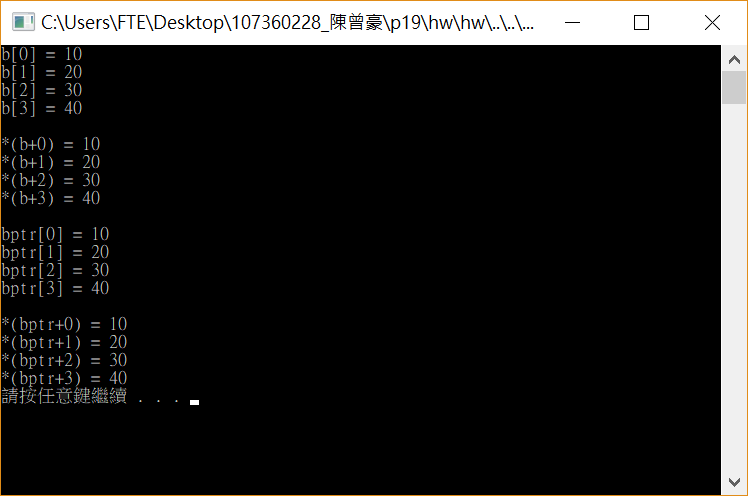 C:\Users\FTE\Desktop\107360228_陳曾豪\p19\hw\hw\..\..\...
b[0] = 10
b[1] = 20
b[2] = 30
b[3] = 40
*(b+0) = 10
*(b+1) = 20
*(b+2) = 30
*(b+3) = 40
bptr[0] = 10
bptr[1] = 20
bptr[2] = 30
bptr[3] = 40
*(bptr+0) = 10
*(bptr+1) = 20
*(bptr+2) = 30
*(bptr+3) = 40
請按任意鍵繼續 . . .